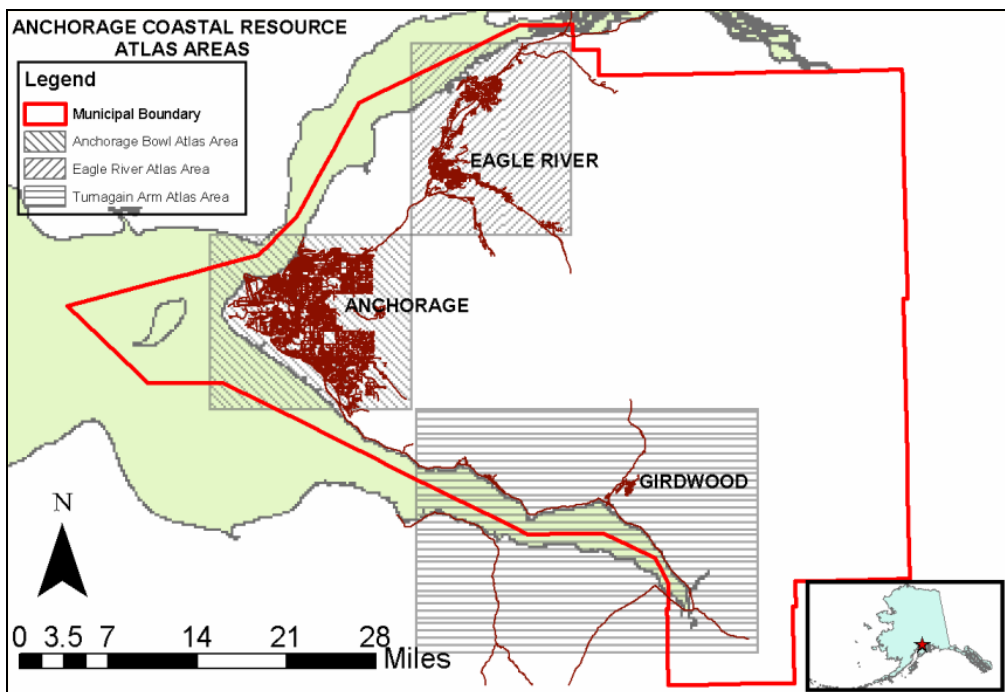 ANCHORAGE COASTAL RESOURCE
ATLAS AREAS
Legend
Municipal Boundary
Anchorage Bowl Atlas Area
Eagle River Atlas Area
Turnagain Arm Atlas Area
EAGLE RIVER
ANCHORAGE
GIRDWOOD
N
0 3.5 7 14 21 28
Miles